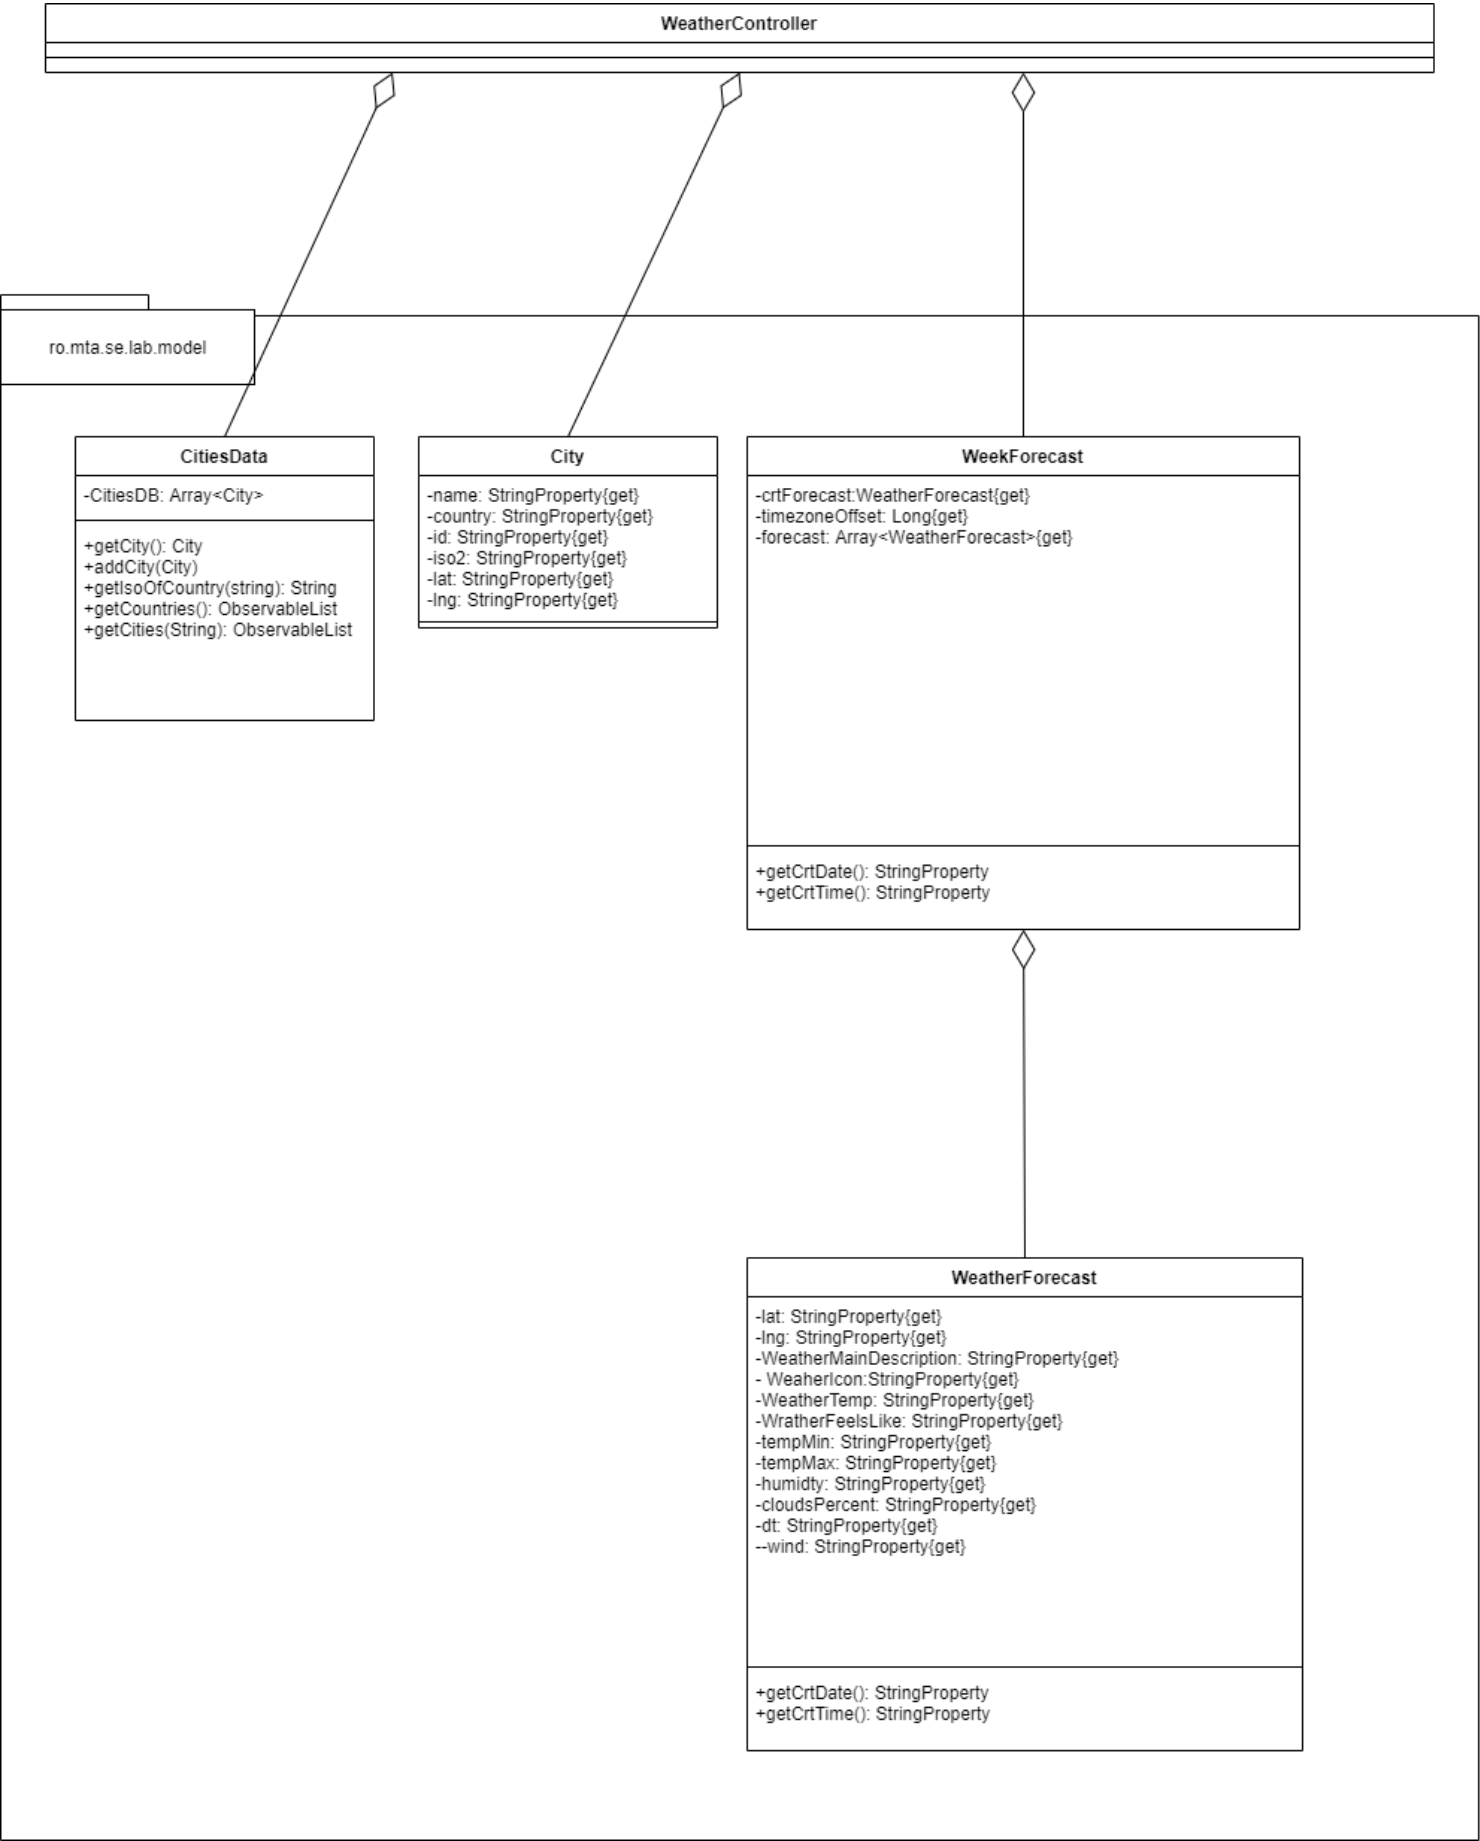 WeatherController
ro.mta.se.lab.model
CitiesData
-CitiesDB: Array<City>
+getCity(): City
+addCity(City)
+getIsoOfCountry(string): String
+getCountries(): ObservableList
+getCities(String): ObservableList
City
-name: StringProperty{get}
-country: StringProperty{get}
-id: StringProperty{get}
-iso2: StringProperty{get}
-lat: StringProperty{get}
-lng: StringProperty{get}
WeekForecast
-crtForecast:WeatherForecast{get}
-timezoneOffset: Long{get}
-forecast: Array<WeatherForecast>{get}
+getCrtDate(): StringProperty
+getCrtTime(): StringProperty
WeatherForecast
-lat: StringProperty{get}
-lng: StringProperty{get}
-WeatherMainDescription: StringProperty{get}
- WeaherIcon:StringProperty{get}
-WeatherTemp: StringProperty{get}
-WratherFeelsLike: StringProperty{get}
-tempMin: StringProperty{get}
-tempMax: StringProperty{get}
-humidty: StringProperty{get}
-cloudsPercent: StringProperty{get}
-dt: StringProperty{get}
--wind: StringProperty{get}
+getCrtDate(): StringProperty
+getCrtTime(): StringProperty